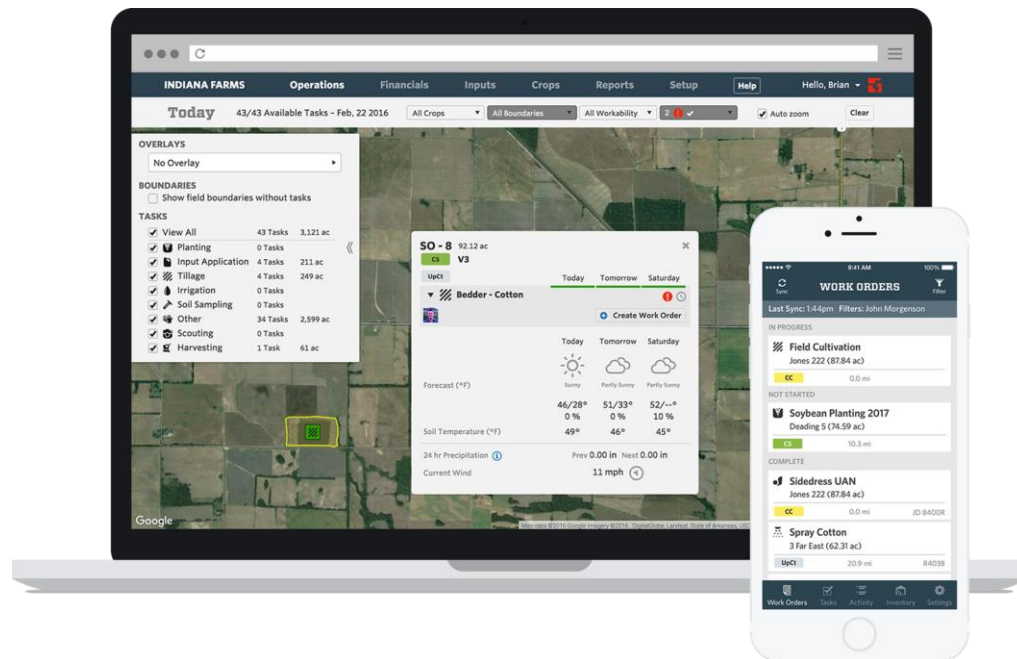 INDIANA FARMS Operations Financials Inputs Crops Reports Setup Help Hello, Brian
Today 43/43 Available Tasks – Feb, 22 2016 All Crops All Boundaries All Workability 2 Auto zoom Clear
OVERLAYS
No Overlay
BOUNDARIES
Show field boundaries without tasks
TASKS
View All 43 Tasks 3,121 ac
Planting 0 Tasks
Input Application 4 Tasks 211 ac
Tillage 4 Tasks 249 ac
Irrigation 0 Tasks
Soil Sampling 0 Tasks
Other 34 Tasks 2,599 ac
Scouting 0 Tasks
Harvesting 1 Task 61 ac
SO - 8 92.12 ac
CS V3
UpCt Today Tomorrow Saturday
Bedder - Cotton
Create Work Order
Today Tomorrow Saturday
Forecast (°F) Sunny Partly Sunny Partly Sunny
46/28° 51/33° 52/--°
0 % 0 % 10 %
Soil Temperature (°F) 49° 46° 45°
24 hr Precipitation Prev 0.00 in Next 0.00 in
Current Wind 11 mph
Google
Map data ©2016 Google Imagery ©2016 , DigitalGlobe, Landsat, State of Arkansas,
9:41 AM 100%
Sync WORK ORDERS Filter
Last Sync: 1:44pm Filters: John Morgenson
IN PROGRESS
Field Cultivation
Jones 222 (87.84 ac)
CC 0.0 mi
NOT STARTED
Soybean Planting 2017
Deading 5 (74.59 ac)
CS 10.3 mi
COMPLETE
Sidedress UAN
Jones 222 (87.84 ac)
CC 0.0 mi JD 8400R
Spray Cotton
3 Far East (62.31 ac)
UpCt 20.9 mi R4038
Work Orders Tasks Activity Inventory Settings